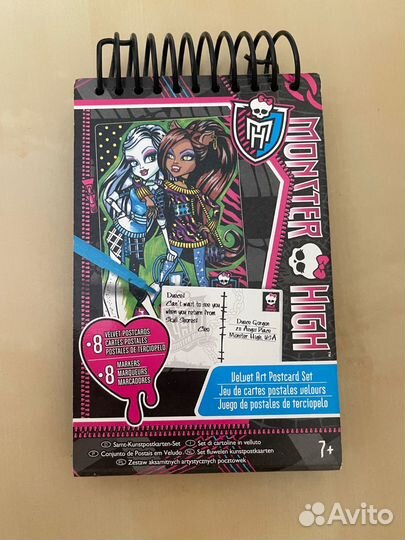 MONSTER HIGH
MH
Deuce!
Can't wait to see you
when you return from
Skull Shores!
Cleo
Deuce Gorgon
Monster High, USA
• 8 VELVET POSTCARDS
CARTES POSTALES
POSTALES DE TERCIOPELO
• 8 MARKERS
MARQUEURS
MARCADORES
Velvet Art Postcard Set
Jeu de cartes postales velours
Juego de postales de terciopelo
D Samt-Kunstpostkarten-Set
I Set di cartoline in velluto
P Conjunto de Postais em Veludo
NL Set fluwelen kunstpostkaarten
PL Zestaw aksamitnych artystycznych pocztówek
7+
Avito